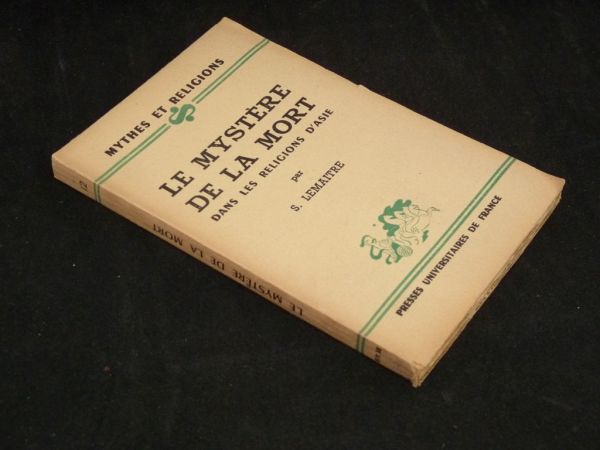 MYTHES ET RELIGIONS
LE MYSTÈRE
DE LA MORT
DANS LES RELIGIONS D'ASIE
par
S. LEMAITRE
PRESSES UNIVERSITAIRES DE FRANCE
LE MYSTÈRE DE LA MORT